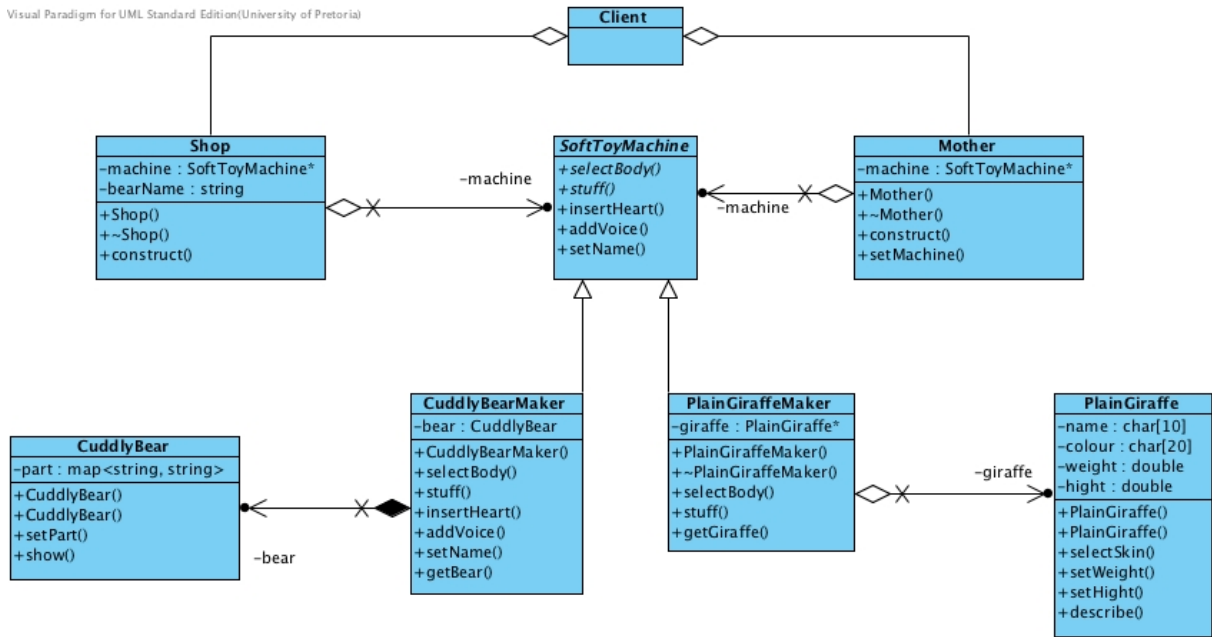 Visual Paradigm for UML Standard Edition(University of Pretoria)
Client
Shop
-machine : SoftToyMachine*
-bearName : string
+Shop()
+~Shop()
+construct()
-machine
SoftToyMachine
+selectBody()
+stuff()
+insertHeart()
+addVoice()
+setName()
-machine
Mother
-machine : SoftToyMachine*
+Mother()
+~Mother()
+construct()
+setMachine()
CuddlyBear
-part : map<string, string>
+CuddlyBear()
+CuddlyBear()
+setPart()
+show()
-bear
CuddlyBearMaker
-bear : CuddlyBear
+CuddlyBearMaker()
+selectBody()
+stuff()
+insertHeart()
+addVoice()
+setName()
+getBear()
PlainGiraffeMaker
-giraffe : PlainGiraffe*
+PlainGiraffeMaker()
+~PlainGiraffeMaker()
+selectBody()
+stuff()
+getGiraffe()
-giraffe
PlainGiraffe
-name : char[10]
-colour : char[20]
-weight : double
-hight : double
+PlainGiraffe()
+PlainGiraffe()
+selectSkin()
+setWeight()
+setHight()
+describe()